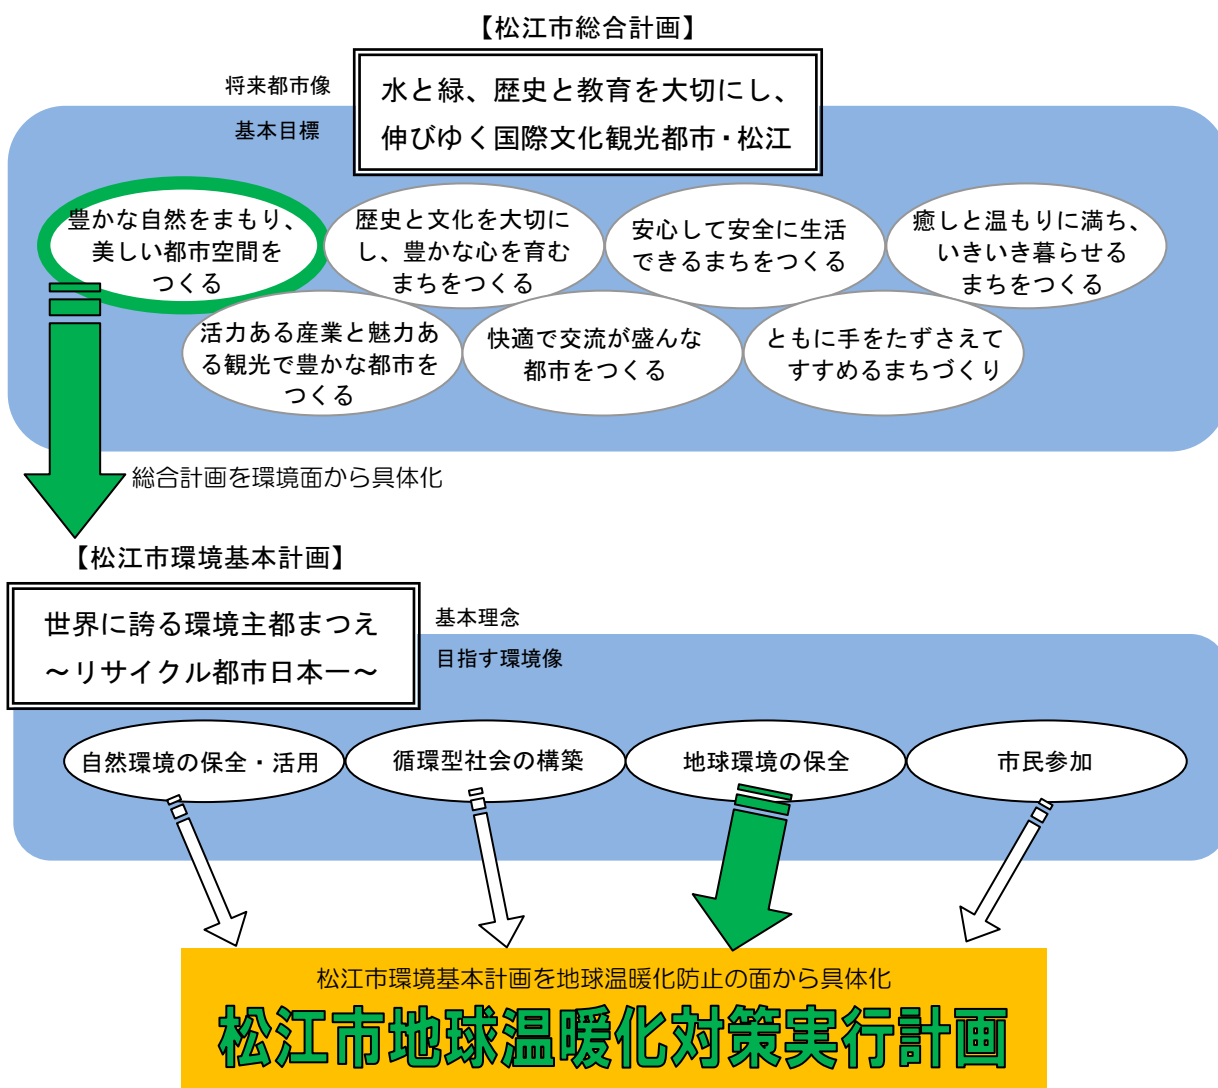 【松江市総合計画】
将来都市像
水と緑、歴史と教育を大切にし、
伸びゆく国際文化観光都市・松江
基本目標
豊かな自然をまもり、
美しい都市空間を
つくる
歴史と文化を大切に
し、豊かな心を育む
まちをつくる
安心して安全に生活
できるまちをつくる
癒しと温もりに満ち、
いきいき暮らせる
まちをつくる
活力ある産業と魅力あ
る観光で豊かな都市を
つくる
快適で交流が盛んな
都市をつくる
ともに手をたずさえて
すすめるまちづくり
総合計画を環境面から具体化
【松江市環境基本計画】
世界に誇る環境主都まつえ
～リサイクル都市日本一～
基本理念
目指す環境像
自然環境の保全・活用
循環型社会の構築
地球環境の保全
市民参加
松江市環境基本計画を地球温暖化防止の面から具体化
松江市地球温暖化対策実行計画